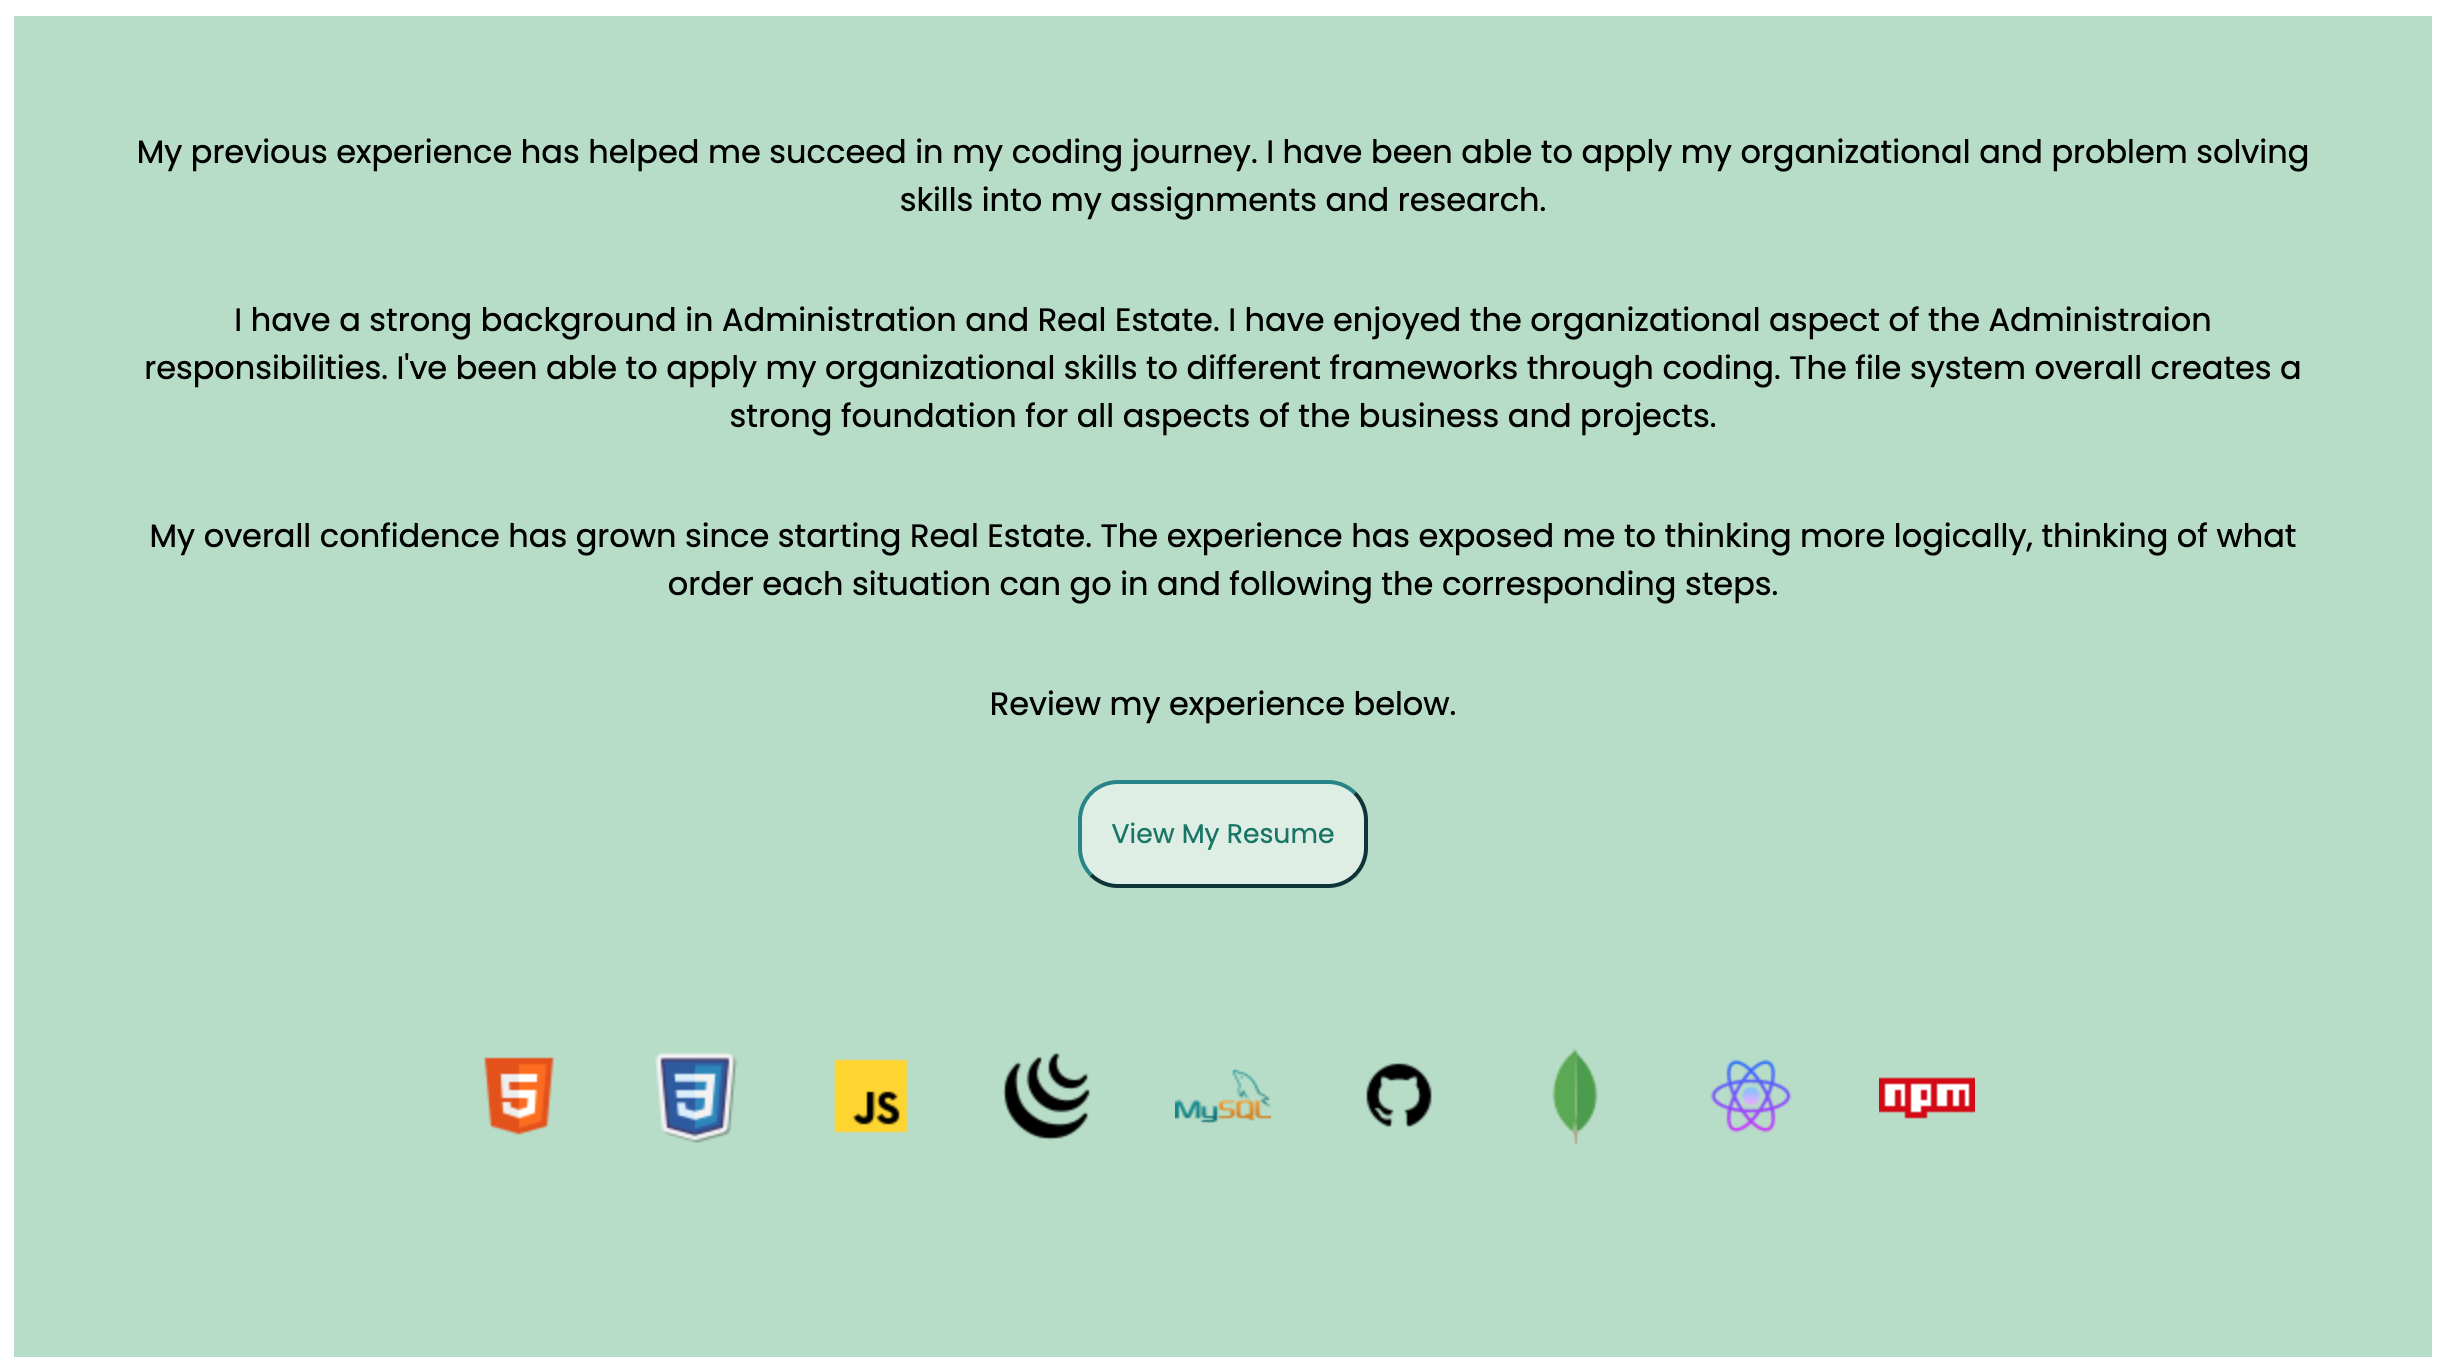 My previous experience has helped me succeed in my coding journey. I have been able to apply my organizational and problem solving
skills into my assignments and research.
I have a strong background in Administration and Real Estate. I have enjoyed the organizational aspect of the Administraion
responsibilities. I've been able to apply my organizational skills to different frameworks through coding. The file system overall creates a
strong foundation for all aspects of the business and projects.
My overall confidence has grown since starting Real Estate. The experience has exposed me to thinking more logically, thinking of what
order each situation can go in and following the corresponding steps.
Review my experience below.
View My Resume
5 3 JS MySQL npm